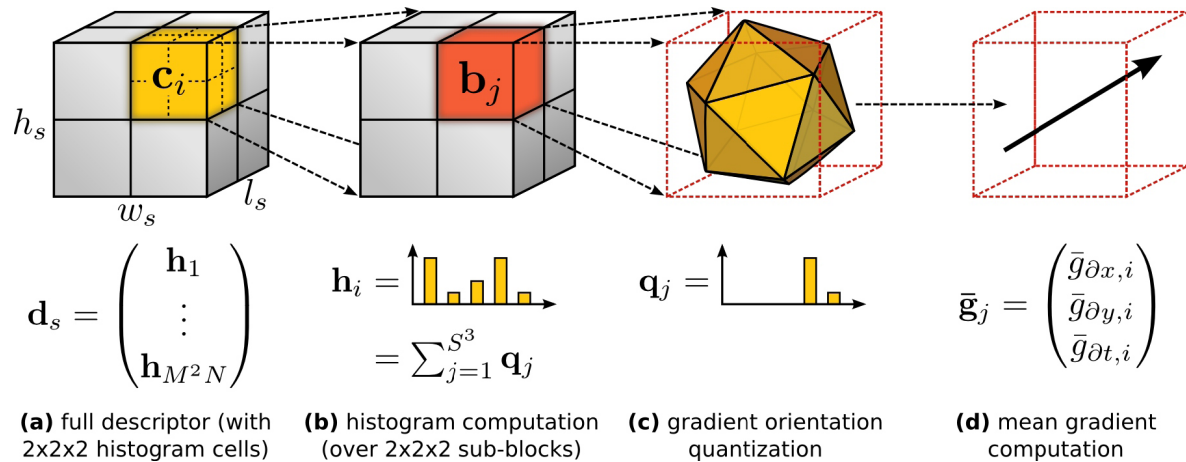 c_i
b_j
h_s
l_s
w_s
d_s = ( h_1 ⋮ h_{M^2N} )
h_i =
= ∑_{j=1}^{S^3} q_j
q_j =
ḡ_j = ( ḡ_{∂x,i} ḡ_{∂y,i} ḡ_{∂t,i} )
(a) full descriptor (with
2x2x2 histogram cells)
(b) histogram computation
(over 2x2x2 sub-blocks)
(c) gradient orientation
quantization
(d) mean gradient
computation